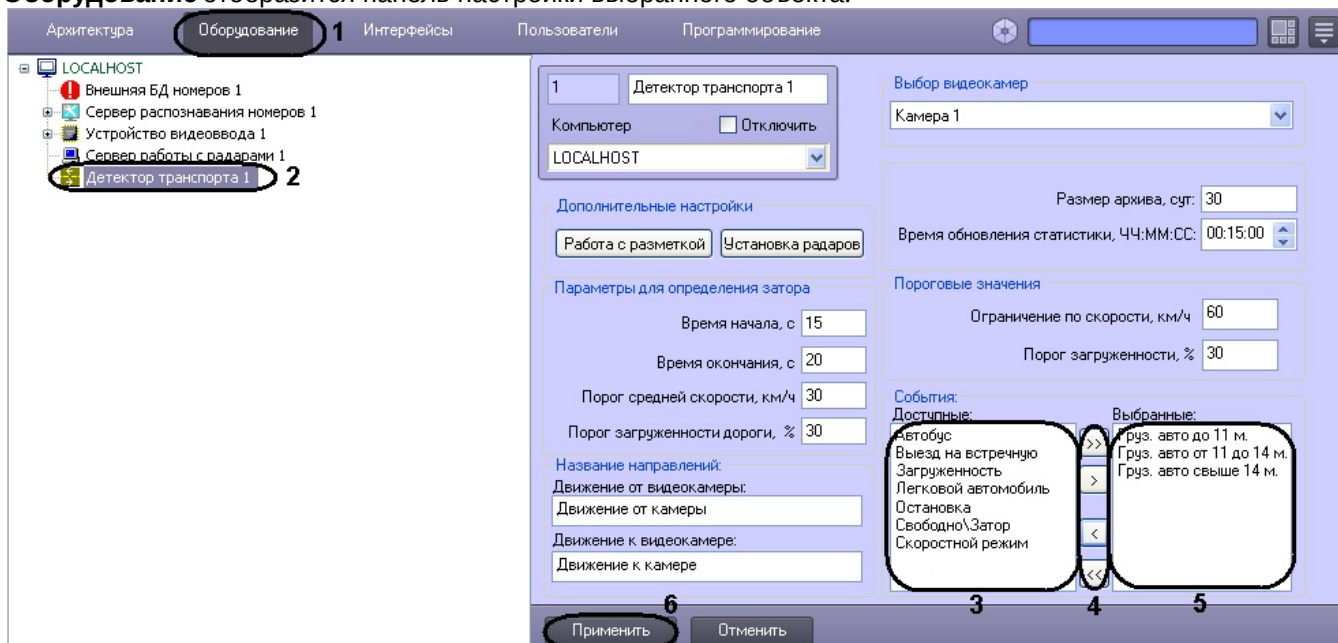 Оборудование отобразится панель настройки выбранного объекта.
Архитектура Оборудование 1 Интерфейсы Пользователи Программирование
LOCALHOST
Внешняя БД номеров 1
Сервер распознавания номеров 1
Устройство видеоввода 1
Сервер работы с радарами 1
Детектор транспорта 1 2
1 Детектор транспорта 1
Компьютер Отключить
LOCALHOST
Дополнительные настройки
Работа с разметкой Установка радаров
Параметры для определения затора
Время начала, с 15
Время окончания, с 20
Порог средней скорости, км/ч 30
Порог загруженности дороги, % 30
Название направлений:
Движение от видеокамеры:
Движение от камеры
Движение к видеокамере:
Движение к камере
Выбор видеокамер
Камера 1
Размер архива, сут: 30
Время обновления статистики, ЧЧ:ММ:СС: 00:15:00
Пороговые значения
Ограничение по скорости, км/ч 60
Порог загруженности, % 30
События:
Доступные: Выбранные:
Автобус
Выезд на встречную
Загруженность
Легковой автомобиль
Остановка
Свободно\Затор
Скоростной режим
>>
>
<
<<
Груз. авто до 11 м.
Груз. авто от 11 до 14 м.
Груз. авто свыше 14 м.
3 4 5
6
Применить Отменить